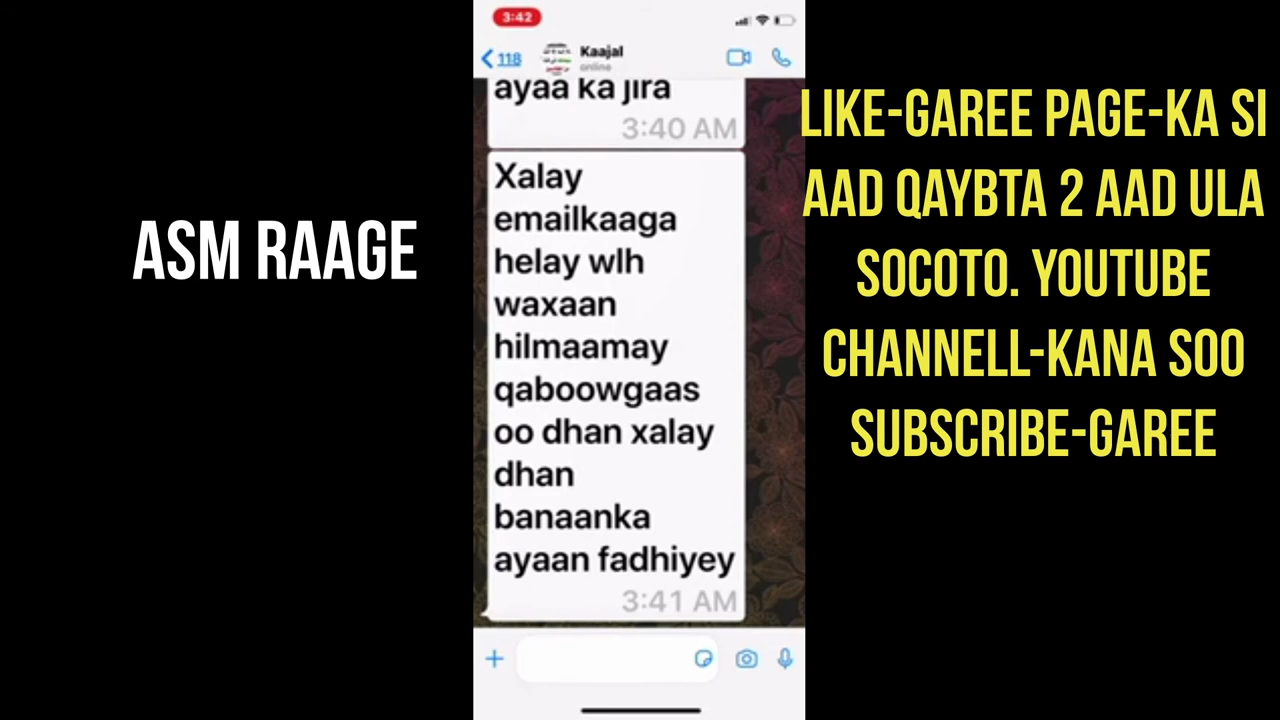 ASM RAAGE
3:42
118
Kaajal
online
ayaa ka jira
3:40 AM
Xalay
emailkaaga
helay wlh
waxaan
hilmaamay
qaboowgaas
oo dhan xalay
dhan
banaanka
ayaan fadhiyey
3:41 AM
LIKE-GAREE PAGE-KA SI
AAD QAYBTA 2 AAD ULA
SOCOTO. YOUTUBE
CHANNELL-KANA SOO
SUBSCRIBE-GAREE